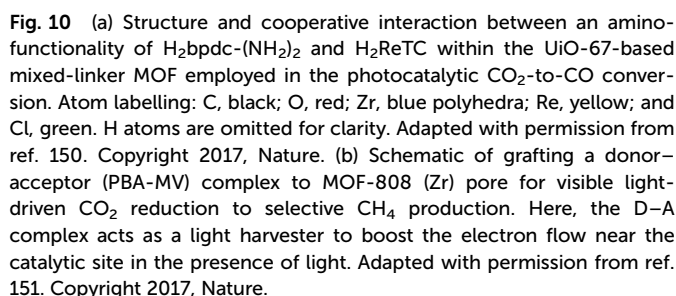 Fig. 10 (a) Structure and cooperative interaction between an amino-
functionality of H₂bpdc-(NH₂)₂ and H₂ReTC within the UiO-67-based
mixed-linker MOF employed in the photocatalytic CO₂-to-CO conver-
sion. Atom labelling: C, black; O, red; Zr, blue polyhedra; Re, yellow; and
Cl, green. H atoms are omitted for clarity. Adapted with permission from
ref. 150. Copyright 2017, Nature. (b) Schematic of grafting a donor–
acceptor (PBA-MV) complex to MOF-808 (Zr) pore for visible light-
driven CO₂ reduction to selective CH₄ production. Here, the D–A
complex acts as a light harvester to boost the electron flow near the
catalytic site in the presence of light. Adapted with permission from ref.
151. Copyright 2017, Nature.